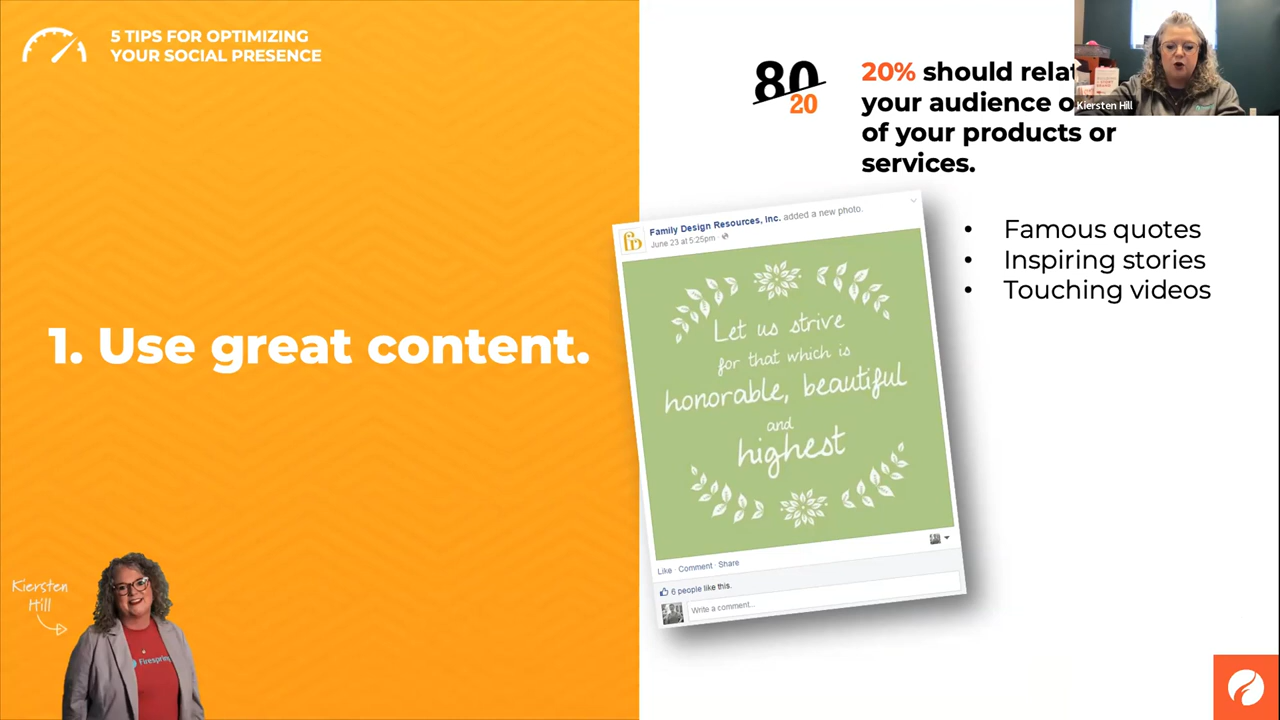 5 TIPS FOR OPTIMIZING
YOUR SOCIAL PRESENCE
1. Use great content.
Kiersten
Hill
Firespring
80
20
20% should
your audience
of your products or
services.
Kiersten Hill
Famous quotes
Inspiring stories
Touching videos
Family Design Resources, Inc. added a new photo.
June 23 at 5:25pm
Let us strive
for that which is
honorable, beautiful
and
highest
Like · Comment · Share
6 people like this.
Write a comment...